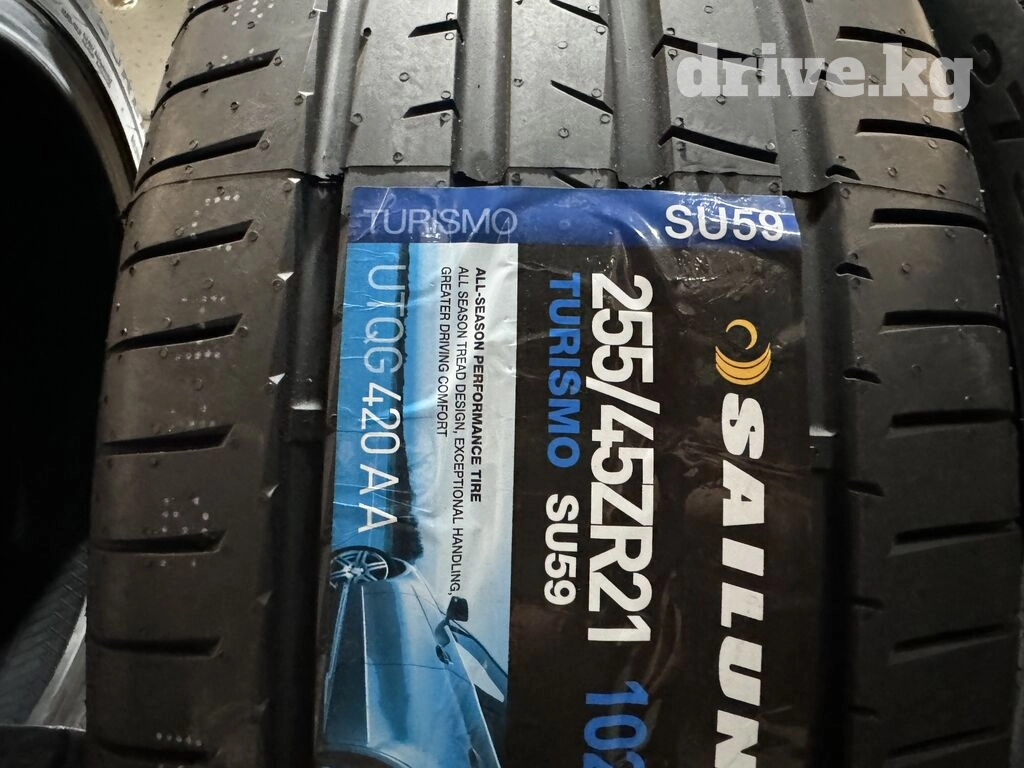 drive.kg
TURISMO
SU59
SAILUN
255/45ZR21 102
TURISMO SU59
ALL-SEASON PERFORMANCE TIRE
ALL SEASON TREAD DESIGN, EXCEPTIONAL HANDLING,
GREATER DRIVING COMFORT
UTQG 420 A A